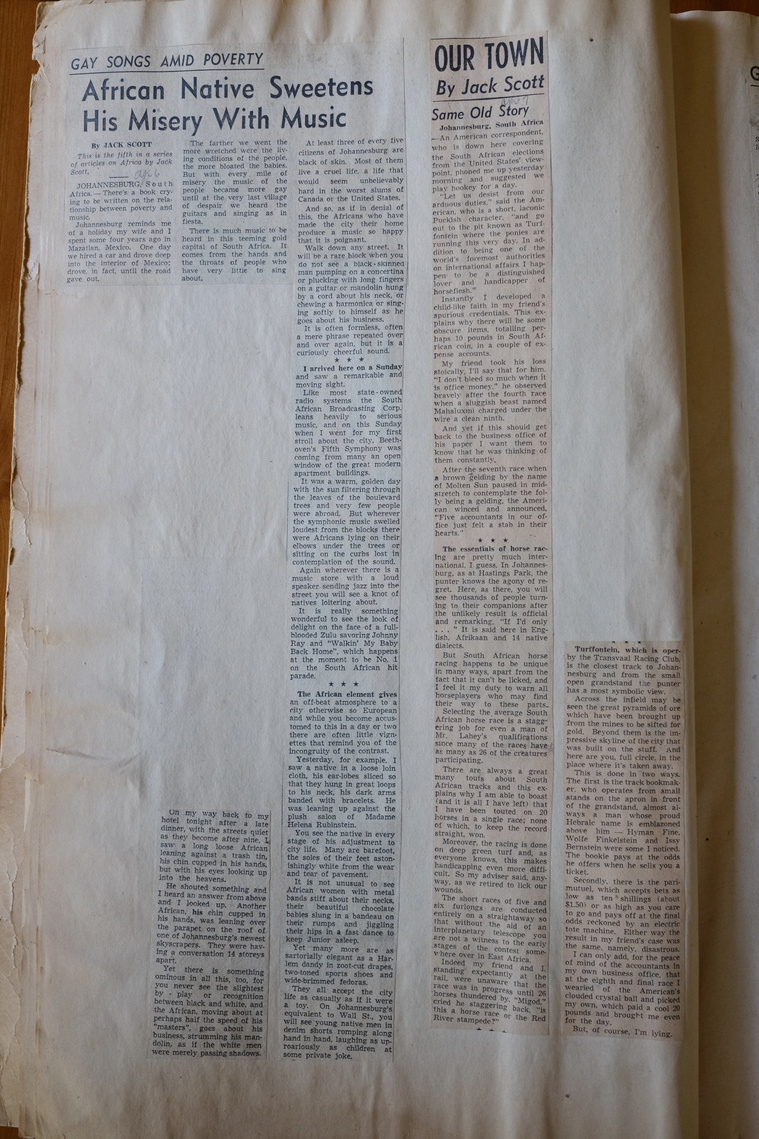 GAY SONGS AMID POVERTY
African Native Sweetens
His Misery With Music
By JACK SCOTT
This is the fifth in a series
of articles on Africa by Jack
Scott.
JOHANNESBURG, South
Africa.—There's a book cry-
ing to be written on the rela-
tionship between poverty and
music.
Johannesburg reminds me
of a holiday my wife and I
spent some four years ago in
Mazatlan, Mexico. One day
we hired a car and drove deep
into the interior of Mexico;
drove, in fact, until the road
gave out.
The farther we went the
more wretched were the liv-
ing conditions of the people,
the more bloated the babies.
But with every mile of
misery the music of the
people became more gay
until at the very last village
of despair we heard the
guitars and singing as in
fiesta.
There is much music to be
heard in this teeming gold
capital of South Africa. It
comes from the hands and
the throats of people who
have very little to sing
about.
At least three of every five
citizens of Johannesburg are
black of skin. Most of them
live a cruel life, a life that
would seem unbelievably
hard in the worst slums of
Canada or the United States.
And so, as if in denial of
this, the Africans who have
made the city their home
produce a music so happy
that it is poignant.
Walk down any street. It
will be a rare block when you
do not see a black-skinned
man pumping on a concertina
or plucking with long fingers
on a guitar or mandolin hung
by a cord about his neck, or
chewing a harmonica or sing-
ing softly to himself as he
goes about his business.
It is often formless, often
a mere phrase repeated over
and over again, but it is a
curiously cheerful sound.
* * *
I arrived here on a Sunday
and saw a remarkable and
moving sight.
Like most state-owned
radio systems the South
African Broadcasting Corp.
leans heavily to serious
music, and on this Sunday
when I went for my first
stroll about the city, Beeth-
oven's Fifth Symphony was
coming from many an open
window of the great modern
apartment buildings.
It was a warm, golden day
with the sun filtering through
the leaves of the boulevard
trees and very few people
were abroad. But wherever
the symphonic music swelled
loudest from the blocks there
were Africans lying on their
elbows under the trees or
sitting on the curbs lost in
contemplation of the sound.
Again wherever there is a
music store with a loud
speaker sending jazz into the
street you will see a knot of
natives loitering about.
It is really something
wonderful to see the look of
delight on the face of a full-
blooded Zulu savoring Johnny
Ray and "Walkin' My Baby
Back Home", which happens
at the moment to be No. 1
on the South African hit
parade.
* * *
The African element gives
an off-beat atmosphere to a
city otherwise so European
and while you become accus-
tomed to this in a day or two
there are often little vign-
ettes that remind you of the
incongruity of the contrast.
Yesterday, for example, I
saw a native in a loose loin
cloth, his ear-lobes sliced so
that they hung in great loops
to his neck, his dark arms
banded with bracelets. He
was leaning up against the
plush salon of Madame
Helena Rubinstein.
You see the native in every
stage of his adjustment to
city life. Many are barefoot,
the soles of their feet aston-
ishingly white from the wear
and tear of pavement.
It is not unusual to see
African women with metal
bands stiff about their necks,
their beautiful chocolate
babies slung in a bandeau on
their rumps and jiggling
their hips in a fast dance to
keep Junior asleep.
Yet many more are as
sartorially elegant as a Har-
lem dandy in zoot-cut drapes,
two-toned sports shoes and
wide-brimmed fedoras.
They all accept the city
life as casually as if it were
a toy. On Johannesburg's
equivalent to Wall St., you
will see young native men in
denim shorts romping along
hand in hand, laughing as up-
roariously as children at
some private joke.
On my way back to my
hotel tonight after a late
dinner, with the streets quiet
as they become after nine, I
saw a long loose African
leaning against a trash tin,
his chin cupped in his hands,
but with his eyes looking up
into the heavens.
He shouted something and
I heard an answer from above
and I looked up. Another
African, his chin cupped in
his hands, was leaning over
the parapet on the roof of
one of Johannesburg's newest
skyscrapers. They were hav-
ing a conversation 14 storeys
apart.
Yet there is something
ominous in all this, too, for
you never see the slightest
by-play or recognition
between black and white, and
the African, moving about at
perhaps half the speed of his
"masters", goes about his
business, strumming his man-
dolin, as if the white men
were merely passing shadows.
OUR TOWN
By Jack Scott
Same Old Story
Johannesburg, South Africa
—An American correspondent,
who is down here covering
the South African elections
from the United States' view-
point, phoned me up yesterday
morning and suggested we
play hookey for a day.
"Let us desist from our
arduous duties," said the Am-
erican, who is a short, laconic
Puckish character, "and go
out to the pit known as Turf-
fontein where the ponies are
running this very day. In ad-
dition to being one of the
world's foremost authorities
on international affairs I hap-
pen to be a distinguished
lover and handicapper of
horseflesh."
Instantly I developed a
child-like faith in my friend's
spurious credentials. This ex-
plains why there will be some
obscure items, totalling per-
haps 10 pounds in South Af-
rican coin, in a couple of ex-
pense accounts.
My friend took his loss
stoically, I'll say that for him.
"I don't bleed so much when it
is office money," he observed
bravely after the fourth race
when a sluggish beast named
Mahaluxmi charged under the
wire a clean ninth.
And yet if this should get
back to the business office of
his paper I want them to
know that he was thinking of
them constantly.
After the seventh race when
a brown gelding by the name
of Molten Sun paused in mid-
stretch to contemplate the fol-
ly being a gelding, the Ameri-
can winced and announced,
"Five accountants in our of-
fice just felt a stab in their
hearts."
* * *
The essentials of horse rac-
ing are pretty much inter-
national, I guess. In Johannes-
burg, as at Hastings Park, the
punter knows the agony of re-
gret. Here, as there, you will
see thousands of people turn-
ing to their companions after
the unlikely result is official
and remarking, "If I'd only
. . . " It is said here in Eng-
lish, Afrikaan and 14 native
dialects.
But South African horse
racing happens to be unique
in many ways, apart from the
fact that it can't be licked, and
I feel it my duty to warn all
horseplayers who may find
their way to these parts.
Selecting the average South
African horse race is a stagg-
ering job for even a man of
Mr. Lahey's qualifications
since many of the races have
as many as 26 of the creatures
participating.
There are always a great
many touts about South
African tracks and this ex-
plains why I am able to boast
(and it is all I have left) that
I have been touted on 20
horses in a single race; none
of which, to keep the record
straight, won.
Moreover, the racing is done
on deep green turf and, as
everyone knows, this makes
handicapping even more diffi-
cult. So my adviser said, any-
way, as we retired to lick our
wounds.
The short races of five and
six furlongs are conducted
entirely on a straightaway so
that without the aid of an
interplanetary telescope you
are not a witness to the early
stages of the contest some-
where over in East Africa.
Indeed my friend and I,
standing expectantly at the
rail, were unaware that the
race was in progress until 26
horses thundered by. "Migod,"
cried he staggering back, "is
this a horse race or the Red
River stampede?"
* * *
Turffontein, which is oper-
by the Transvaal Racing Club,
is the closest track to Johan-
nesburg and from the small
open grandstand the punter
has a most symbolic view.
Across the infield may be
seen the great pyramids of ore
which have been brought up
from the mines to be sifted for
gold. Beyond them is the im-
pressive skyline of the city that
was built on the stuff. And
here you are, full circle, in the
place where it's taken away.
This is done in two ways.
The first is the track bookmak-
er, who operates from small
stands on the apron in front
of the grandstand, almost al-
ways a man whose proud
Hebraic name is emblazoned
above him — Hyman Fine,
Wolfe Finkelstein and Issy
Bernstein were some I noticed.
The bookie pays at the odds
he offers when he sells you a
ticket.
Secondly, there is the pari-
mutuel, which accepts bets as
low as ten shillings (about
$1.50) or as high as you care
to go and pays off at the final
odds reckoned by an electric
tote machine. Either way the
result in my friend's case was
the same, namely, disastrous.
I can only add, for the peace
of mind of the accountants in
my own business office, that
at the eighth and final race I
wearied of the American's
clouded crystal ball and picked
my own, which paid a cool 20
pounds and brought me even
for the day.
But, of course, I'm lying.